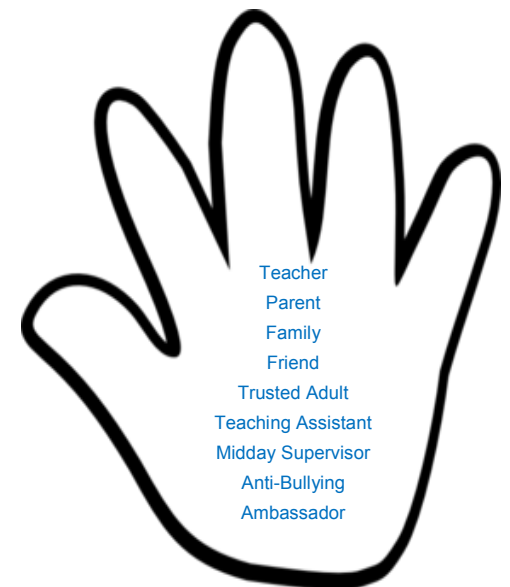 Teacher
Parent
Family
Friend
Trusted Adult
Teaching Assistant
Midday Supervisor
Anti-Bullying
Ambassador